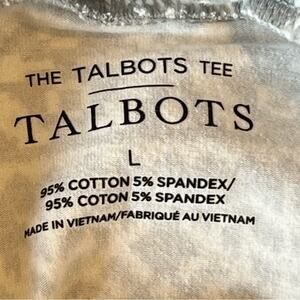 THE TALBOTS TEE
TALBOTS
L
95% COTTON 5% SPANDEX/
95% COTON 5% SPANDEX
MADE IN VIETNAM/FABRIQUÉ AU VIETNAM